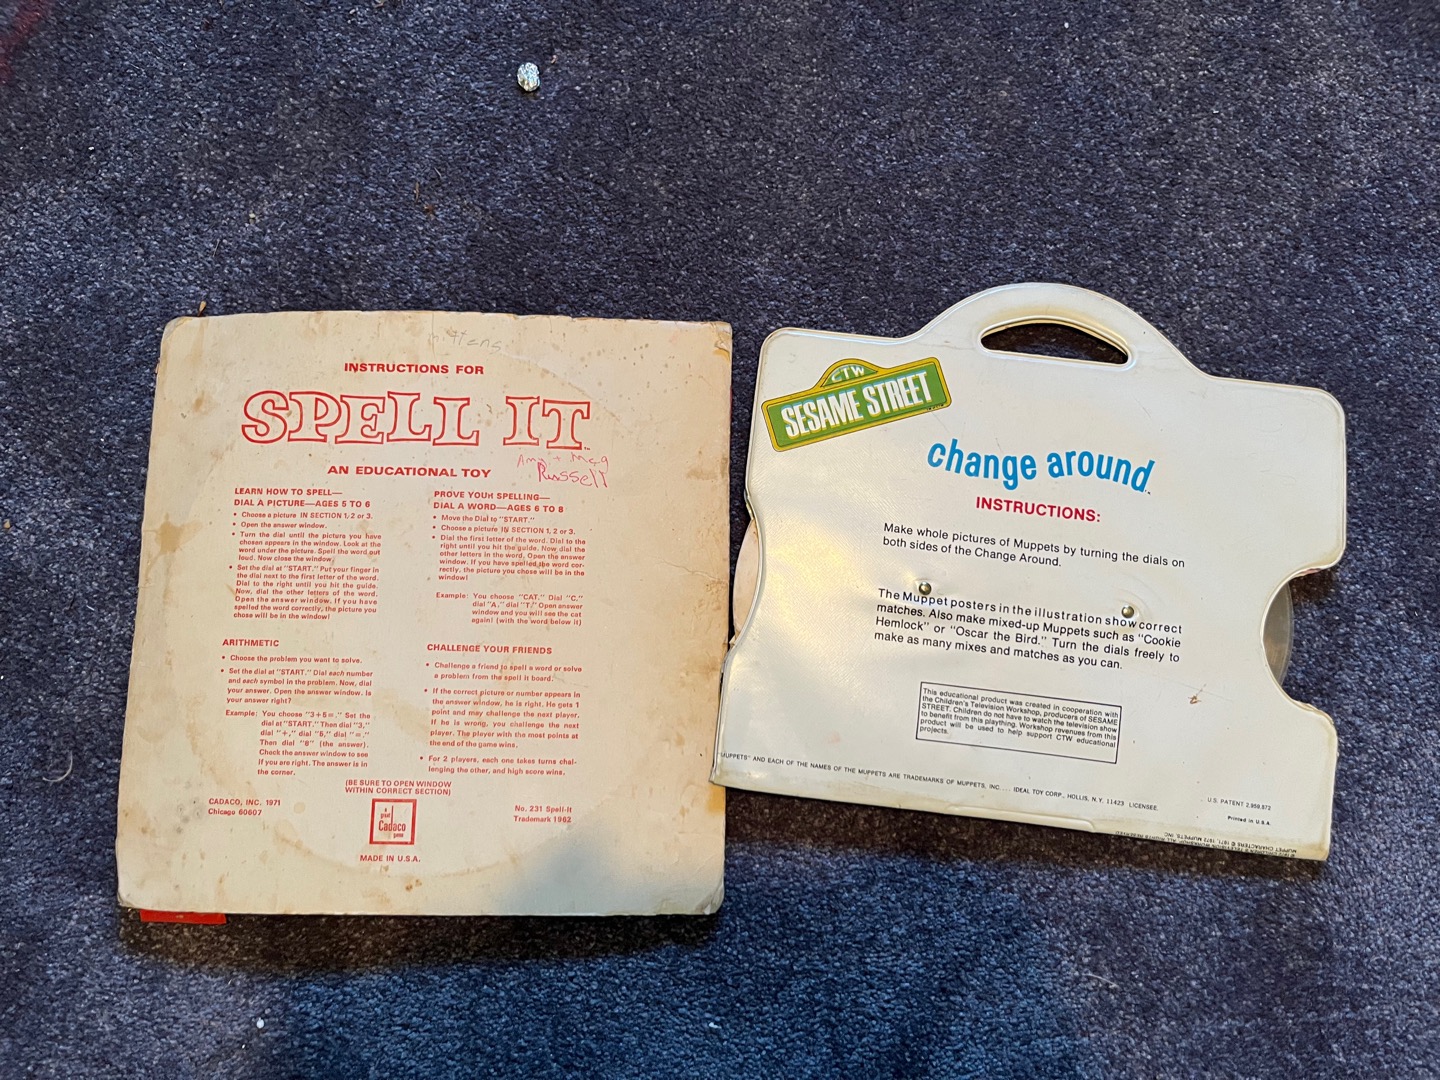 INSTRUCTIONS FOR
SPELL IT
AN EDUCATIONAL TOY
Russell
LEARN HOW TO SPELL—
DIAL A PICTURE—AGES 5 TO 6
• Choose a picture IN SECTION 1, 2 or 3.
• Open the answer window.
• Turn the dial until the picture you have
chosen appears in the window. Look at the
word under the picture. Spell the word out
loud. Now close the window.
• Set the dial at "START." Put your finger in
the dial next to the first letter of the word.
Dial to the right until you hit the guide.
Now, dial the other letters of the word.
Open the answer window. If you have
spelled the word correctly, the picture you
chose will be in the window!
ARITHMETIC
• Choose the problem you want to solve.
• Set the dial at "START." Dial each number
and each symbol in the problem. Now, dial
your answer. Open the answer window. Is
your answer right?
Example: You choose "3+5=." Set the
dial at "START." Then dial "3,"
dial "+," dial "5," dial "=."
Then dial "8" (the answer).
Check the answer window to see
if you are right. The answer is in
the corner.
PROVE YOUR SPELLING—
DIAL A WORD—AGES 6 TO 8
• Move the Dial to "START."
• Choose a picture IN SECTION 1, 2 or 3.
• Dial the first letter of the word. Dial to the
right until you hit the guide. Now dial the
other letters in the word. Open the answer
window. If you have spelled the word cor-
rectly, the picture you chose will be in the
window!
Example: You choose "CAT." Dial "C,"
dial "A," dial "T." Open answer
window and you will see the cat
again! (with the word below it)
CHALLENGE YOUR FRIENDS
• Challenge a friend to spell a word or solve
a problem from the spell it board.
• If the correct picture or number appears in
the answer window, he is right. He gets 1
point and may challenge the next player.
If he is wrong, you challenge the next
player. The player with the most points at
the end of the game wins.
• For 2 players, each one takes turns chal-
lenging the other, and high score wins.
(BE SURE TO OPEN WINDOW
WITHIN CORRECT SECTION)
CADACO, INC. 1971
Chicago 60607
a
great
Cadaco
game
No. 231 Spell-It
Trademark 1962
MADE IN U.S.A.
CTW
SESAME STREET
change around
INSTRUCTIONS:
Make whole pictures of Muppets by turning the dials on
both sides of the Change Around.
The Muppet posters in the illustration show correct
matches. Also make mixed-up Muppets such as "Cookie
Hemlock" or "Oscar the Bird." Turn the dials freely to
make as many mixes and matches as you can.
This educational product was created in cooperation with
the Children's Television Workshop, producers of SESAME
STREET. Children do not have to watch the television show
to benefit from this plaything. Workshop revenues from this
product will be used to help support CTW educational
projects.
MUPPETS" AND EACH OF THE NAMES OF THE MUPPETS ARE TRADEMARKS OF MUPPETS, INC.... IDEAL TOY CORP., HOLLIS, N.Y. 11423 LICENSEE.
U.S. PATENT 2,959,872
Printed in U.S.A.
MUPPET CHARACTERS © 1971, 1972 MUPPETS, INC.